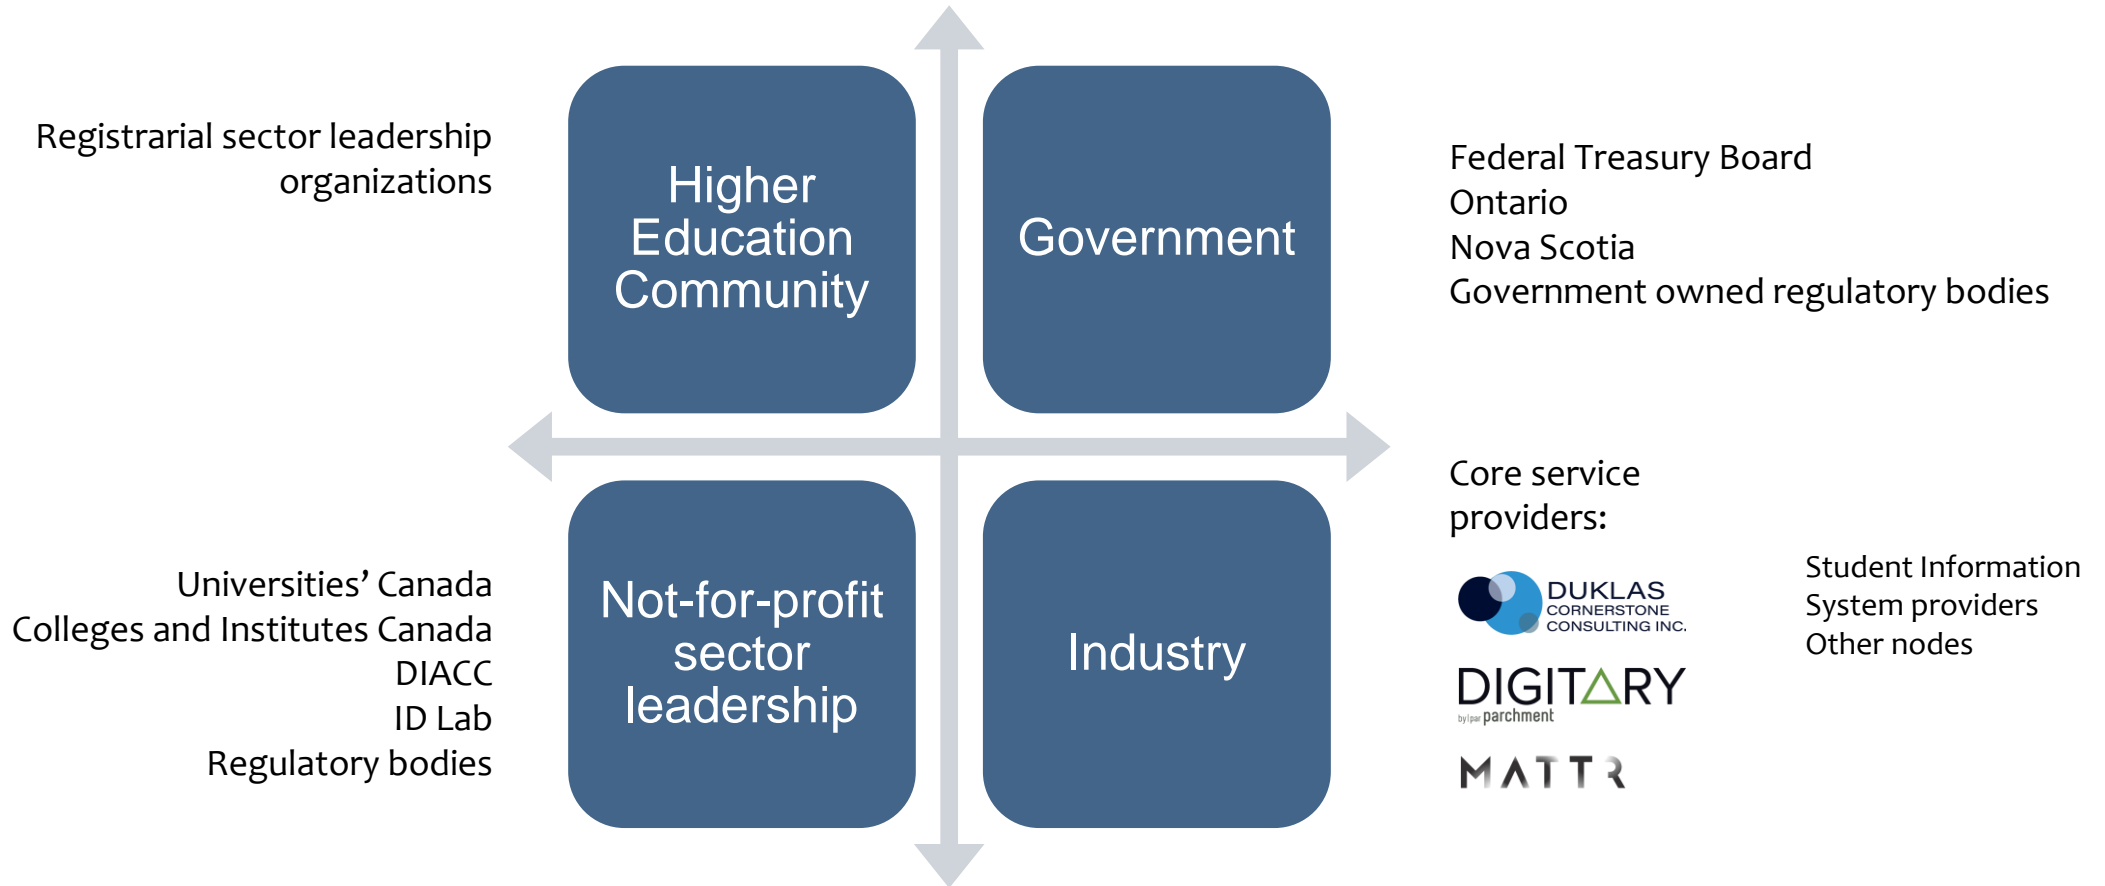 Registrarial sector leadership
organizations
Higher
Education
Community
Government
Federal Treasury Board
Ontario
Nova Scotia
Government owned regulatory bodies
Universities’ Canada
Colleges and Institutes Canada
DIACC
ID Lab
Regulatory bodies
Not-for-profit
sector
leadership
Industry
Core service
providers:
DUKLAS
CORNERSTONE
CONSULTING INC.
DIGITARY
by|par parchment
MATTR
Student Information
System providers
Other nodes